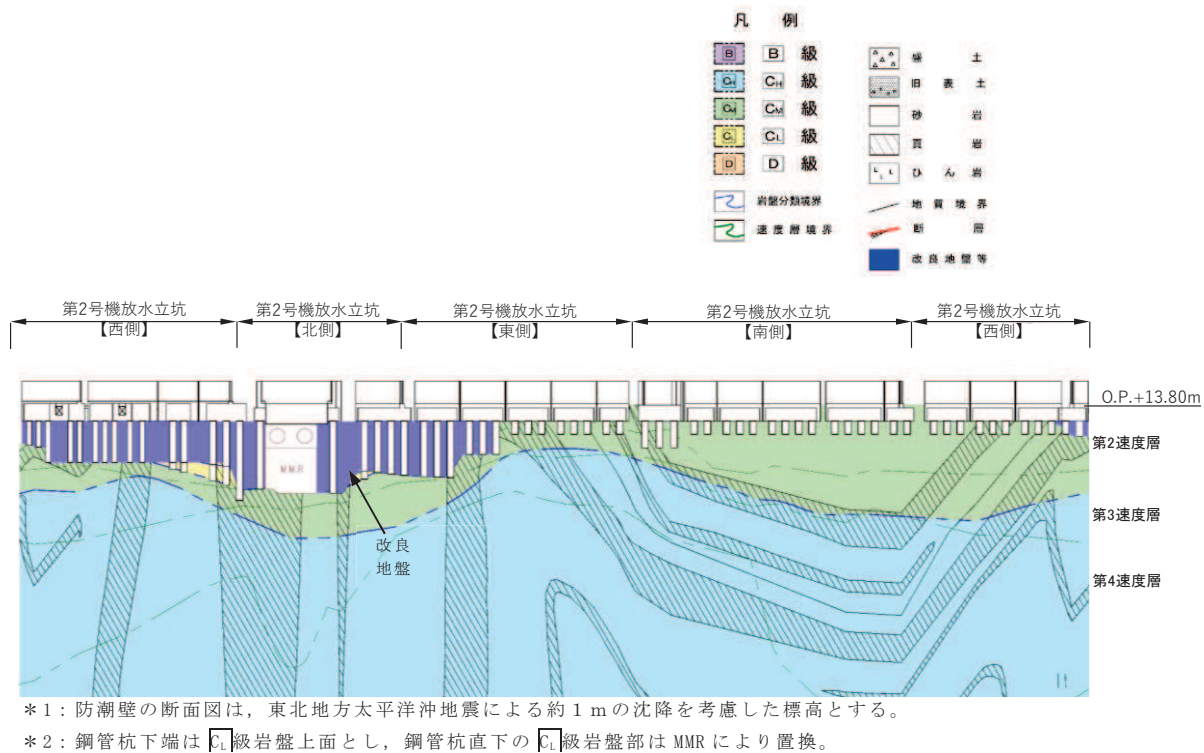 凡 例
B B 級
CH CH 級
CM CM 級
CL CL 級
D D 級
岩盤分類境界
速度層境界
盛 土
旧 表 土
砂 岩
頁 岩
ひ ん 岩
地 質 境 界
断 層
改 良 地 盤 等
第2号機放水立坑
【西側】
第2号機放水立坑
【北側】
第2号機放水立坑
【東側】
第2号機放水立坑
【南側】
第2号機放水立坑
【西側】
O.P.+13.80m
第2速度層
第3速度層
第4速度層
M M R
改良
地盤
*1:防潮壁の断面図は,東北地方太平洋沖地震による約1mの沈降を考慮した標高とする。
*2:鋼管杭下端は CL 級岩盤上面とし,鋼管杭直下の CL 級岩盤部は MMR により置換。